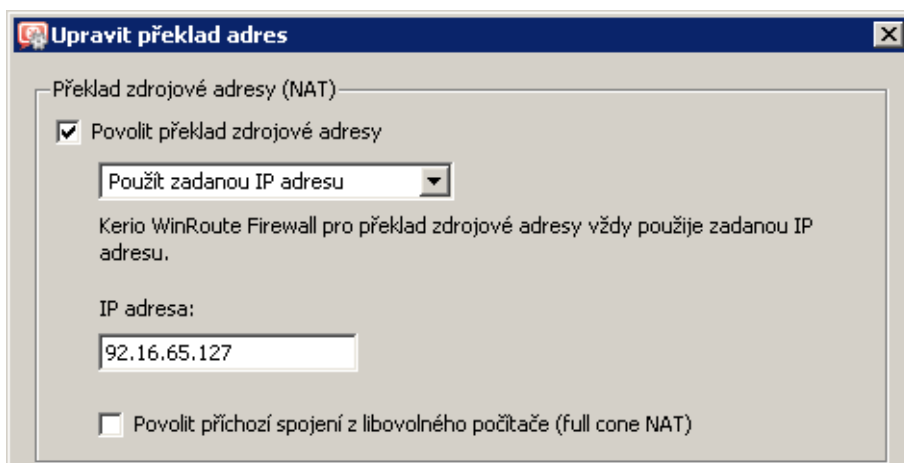 Upravit překlad adres
Překlad zdrojové adresy (NAT)
Povolit překlad zdrojové adresy
Použít zadanou IP adresu
Kerio WinRoute Firewall pro překlad zdrojové adresy vždy použije zadanou IP
adresu.
IP adresa:
92.16.65.127
Povolit příchozí spojení z libovolného počítače (full cone NAT)